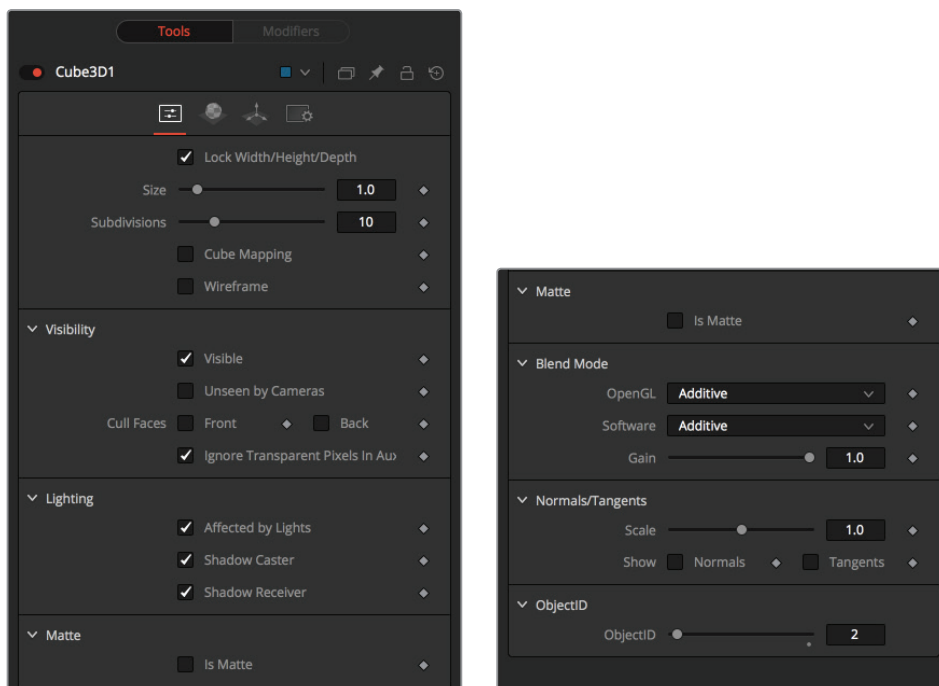 Tools Modifiers
Cube3D1
Lock Width/Height/Depth
Size 1.0
Subdivisions 10
Cube Mapping
Wireframe
Visibility
Visible
Unseen by Cameras
Cull Faces Front Back
Ignore Transparent Pixels In Aux
Lighting
Affected by Lights
Shadow Caster
Shadow Receiver
Matte
Is Matte
Matte
Is Matte
Blend Mode
OpenGL Additive
Software Additive
Gain 1.0
Normals/Tangents
Scale 1.0
Show Normals Tangents
ObjectID
ObjectID 2